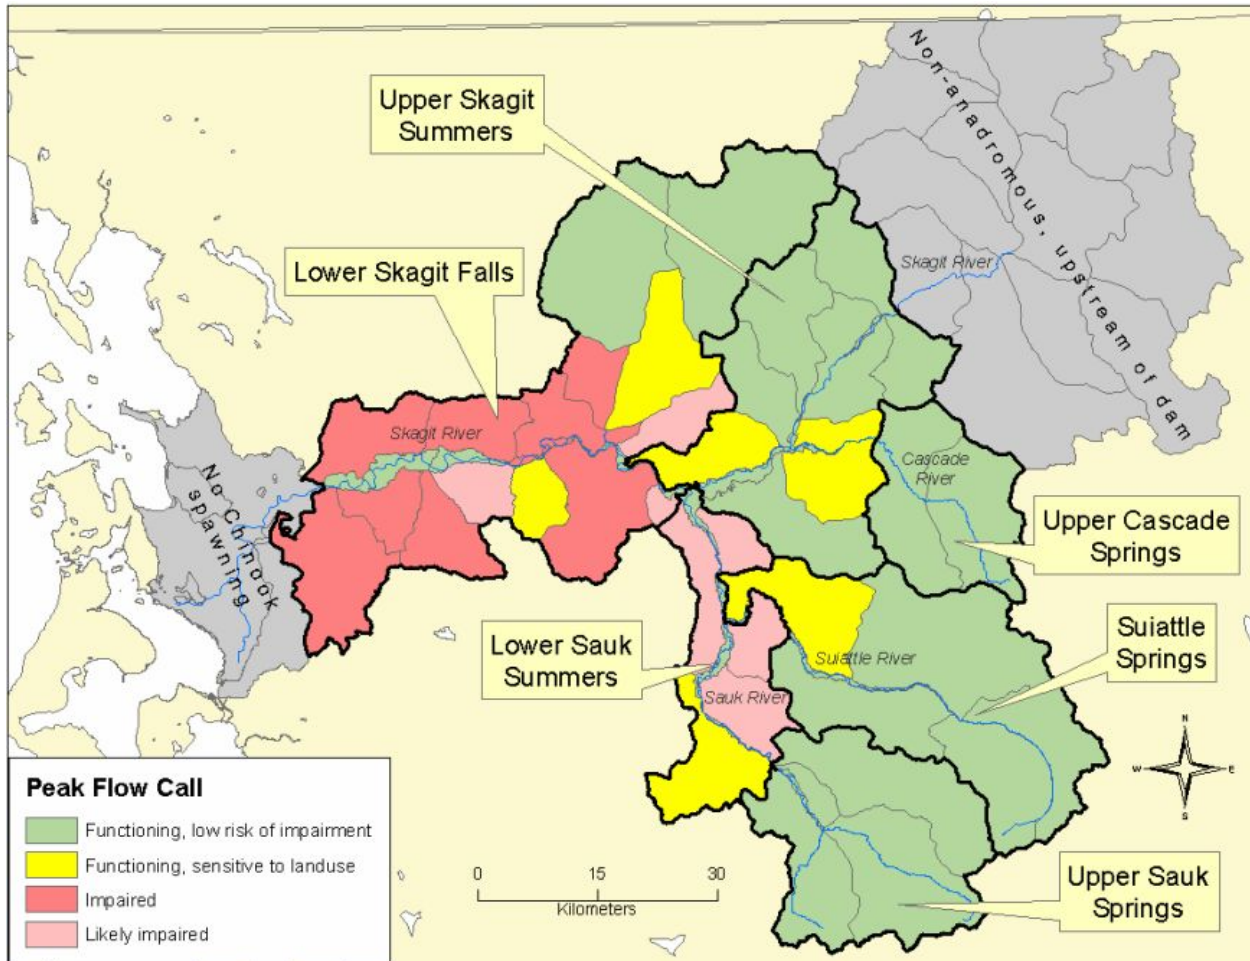 Non-anadromous, upstream of dam
Upper Skagit
Summers
Skagit River
Lower Skagit Falls
Skagit River
No Chinook
spawning
Cascade
River
Upper Cascade
Springs
Suiattle
Springs
Lower Sauk
Summers
Suiattle River
Sauk River
N
W
E
S
Peak Flow Call
Functioning, low risk of impairment
Functioning, sensitive to landuse
Impaired
Likely impaired
0 15 30
Kilometers
Upper Sauk
Springs